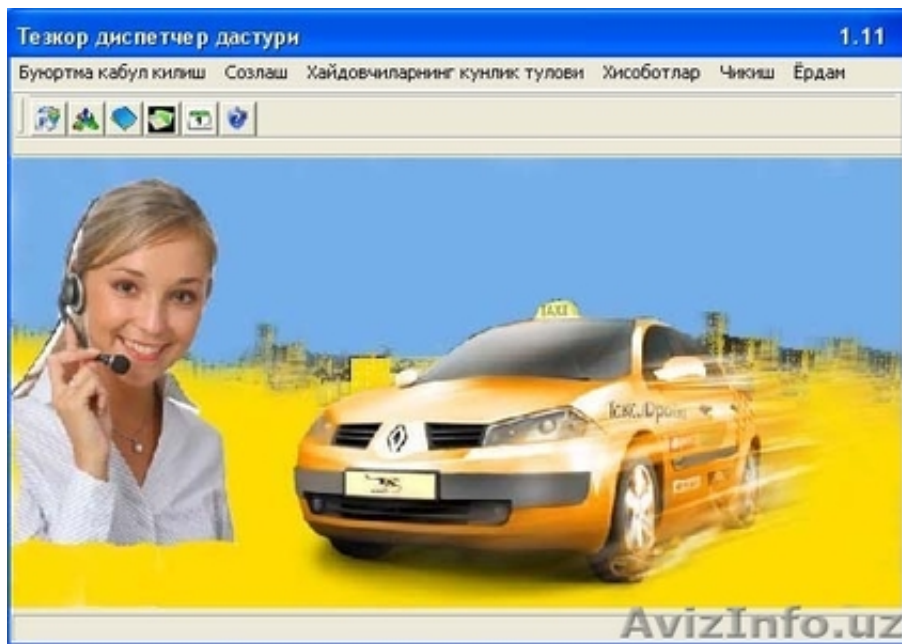 Тезкор диспетчер дастури 1.11
Буюртма кабул килиш Созлаш Хайдовчиларнинг кунлик тулови Хисоботлар Чикиш Ёрдам
TAXI
AvizInfo.uz